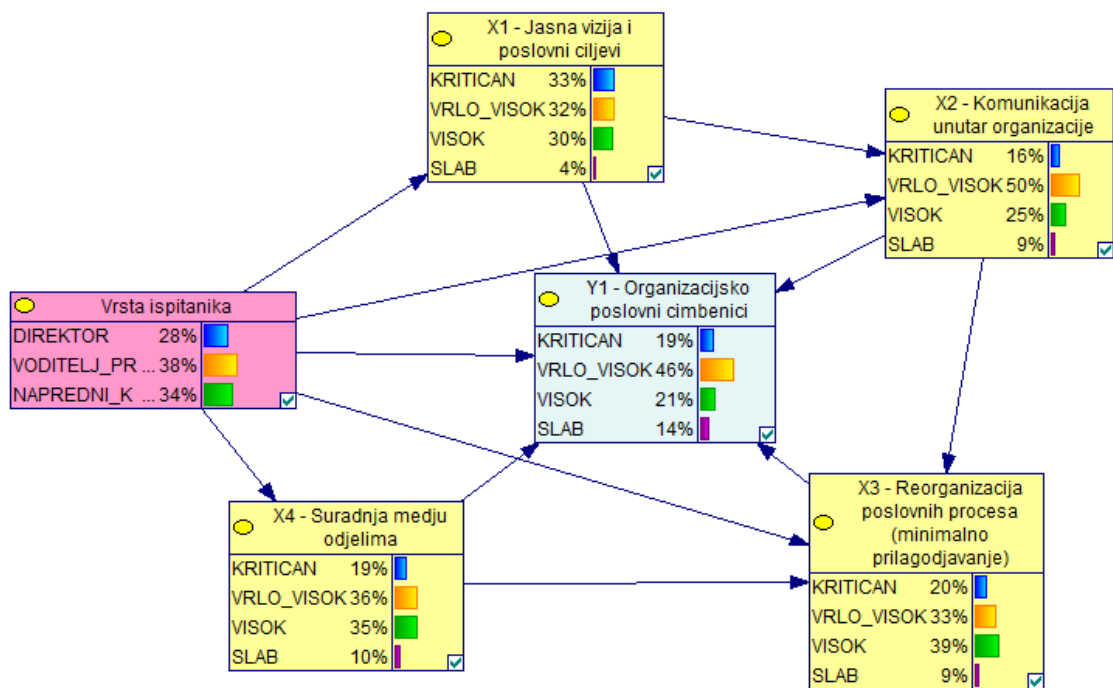 X1 - Jasna vizija i
poslovni ciljevi
KRITICAN 33%
VRLO_VISOK 32%
VISOK 30%
SLAB 4%
X2 - Komunikacija
unutar organizacije
KRITICAN 16%
VRLO_VISOK 50%
VISOK 25%
SLAB 9%
Vrsta ispitanika
DIREKTOR 28%
VODITELJ_PR ... 38%
NAPREDNI_K ... 34%
Y1 - Organizacijsko
poslovni cimbenici
KRITICAN 19%
VRLO_VISOK 46%
VISOK 21%
SLAB 14%
X4 - Suradnja medju
odjelima
KRITICAN 19%
VRLO_VISOK 36%
VISOK 35%
SLAB 10%
X3 - Reorganizacija
poslovnih procesa
(minimalno
prilagodjavanje)
KRITICAN 20%
VRLO_VISOK 33%
VISOK 39%
SLAB 9%